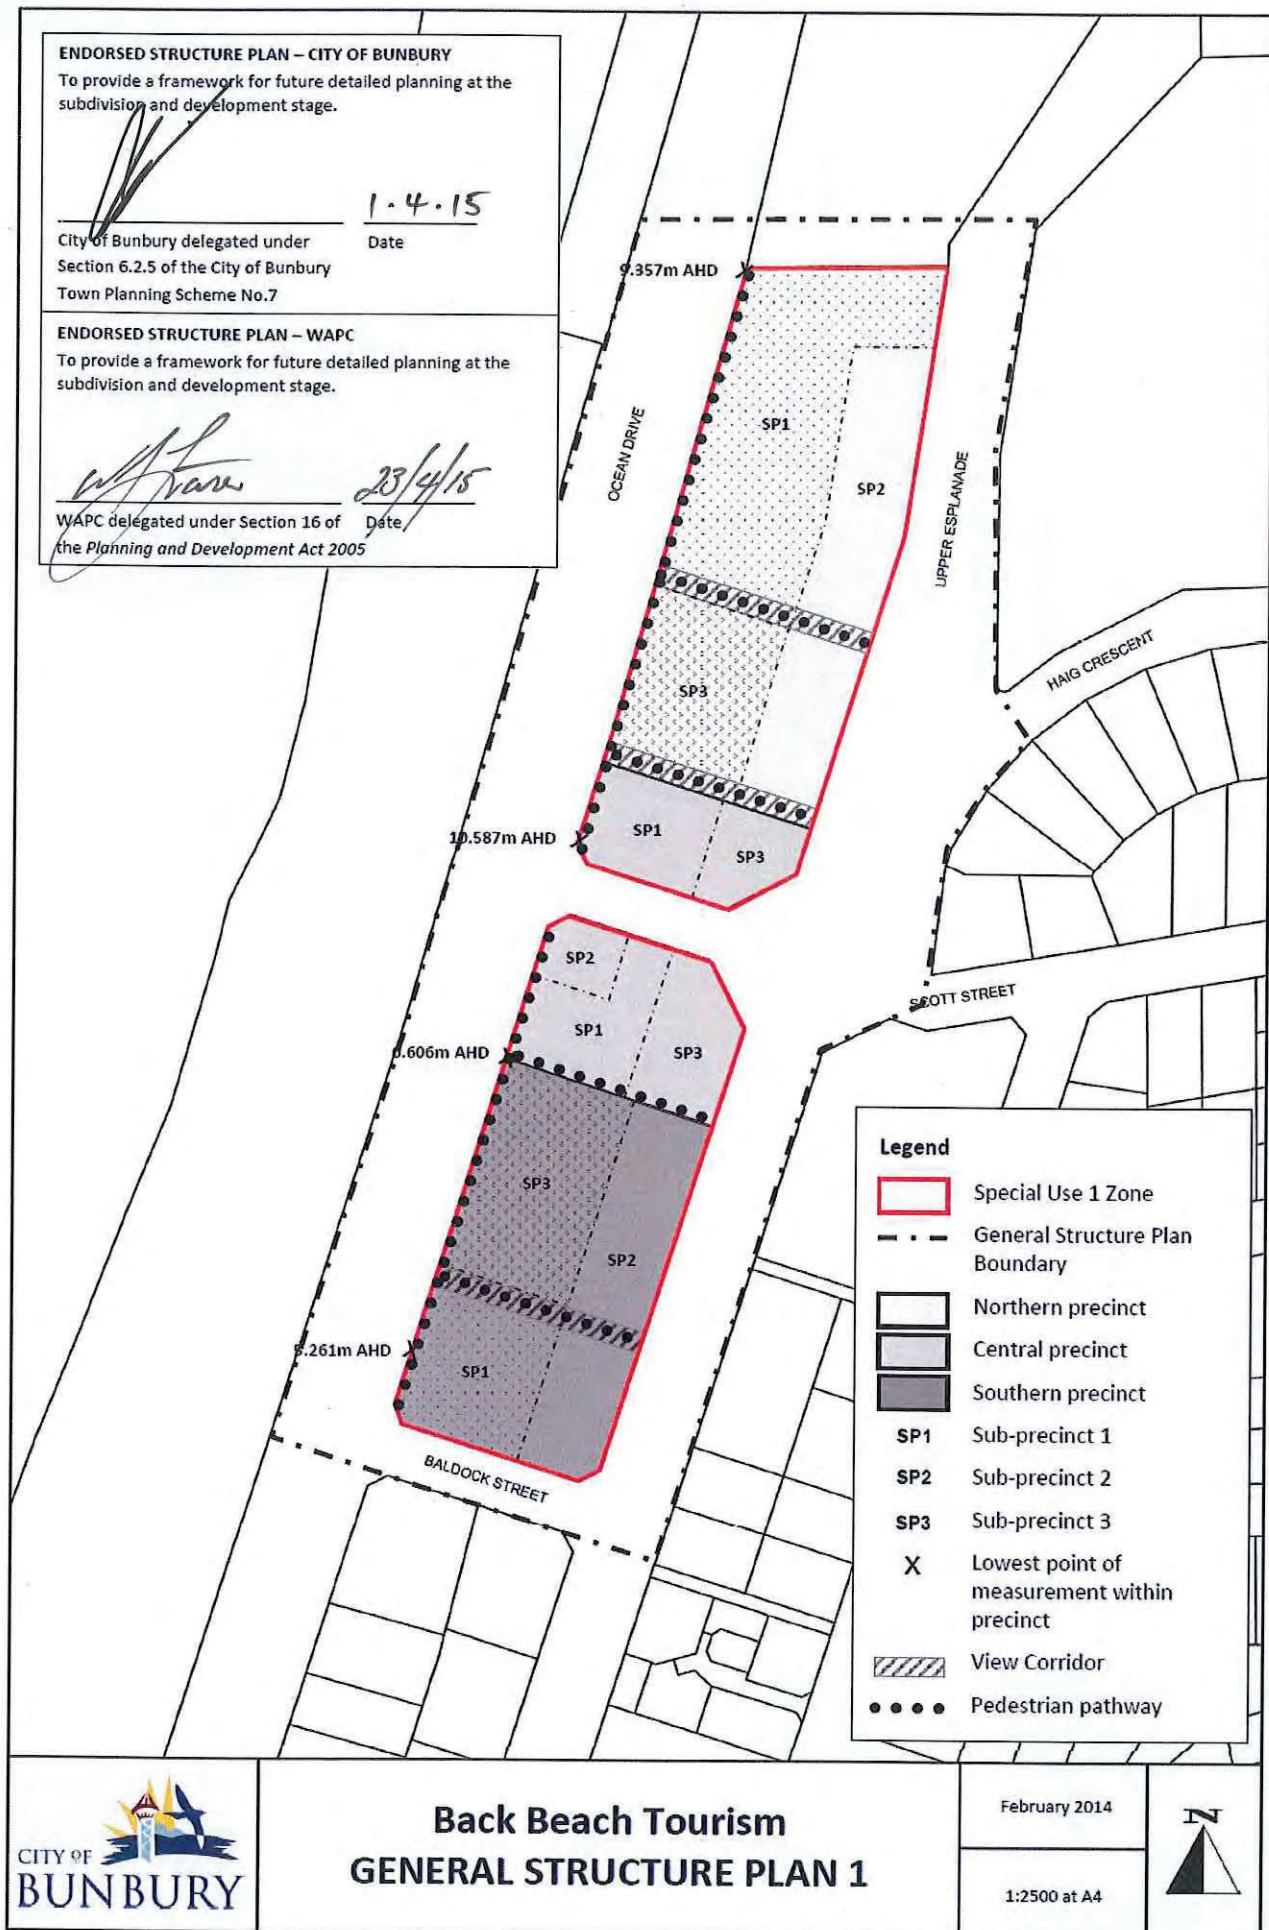 ENDORSED STRUCTURE PLAN – CITY OF BUNBURY
To provide a framework for future detailed planning at the
subdivision and development stage.
1.4.15
City of Bunbury delegated under
Date
Section 6.2.5 of the City of Bunbury
Town Planning Scheme No.7
ENDORSED STRUCTURE PLAN – WAPC
To provide a framework for future detailed planning at the
subdivision and development stage.
23/4/15
WAPC delegated under Section 16 of
Date
the Planning and Development Act 2005
9.357m AHD
OCEAN DRIVE
SP1
SP2
UPPER ESPLANADE
HAIG CRESCENT
SP3
10.587m AHD
SP1
SP3
SP2
SCOTT STREET
SP1
SP3
.606m AHD
SP3
SP2
.261m AHD
SP1
BALDOCK STREET
Legend
Special Use 1 Zone
General Structure Plan
Boundary
Northern precinct
Central precinct
Southern precinct
SP1 Sub-precinct 1
SP2 Sub-precinct 2
SP3 Sub-precinct 3
X Lowest point of
measurement within
precinct
View Corridor
Pedestrian pathway
CITY OF
BUNBURY
Back Beach Tourism
GENERAL STRUCTURE PLAN 1
February 2014
1:2500 at A4
N